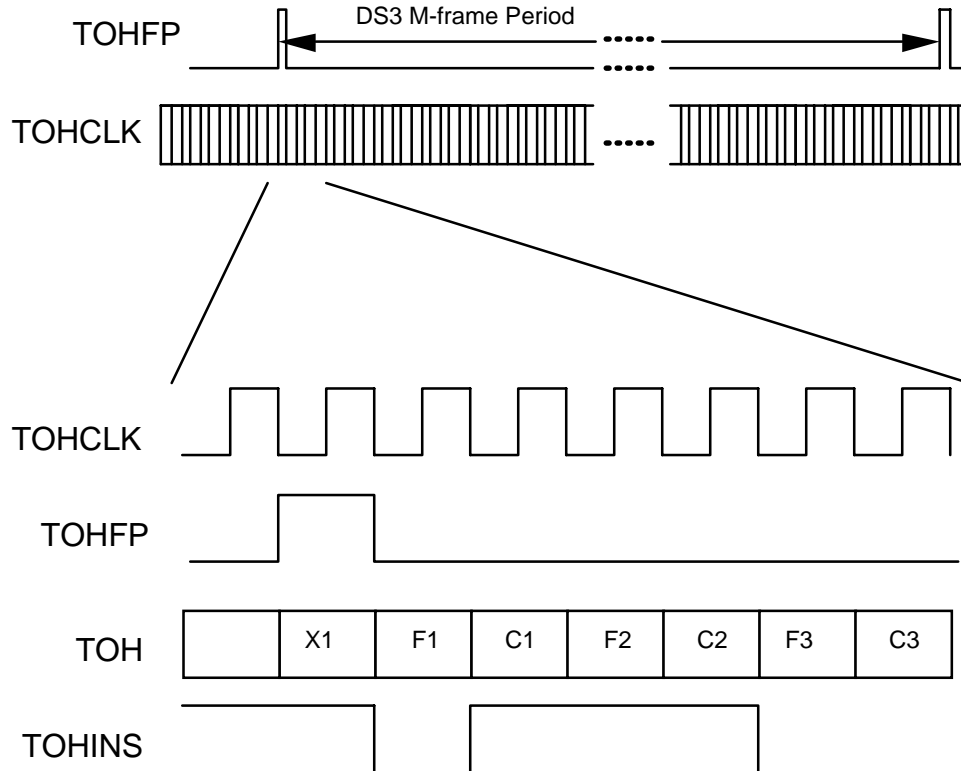 DS3 M-frame Period
TOHFP
TOHCLK
TOHCLK
TOHFP
TOH X1 F1 C1 F2 C2 F3 C3
TOHINS